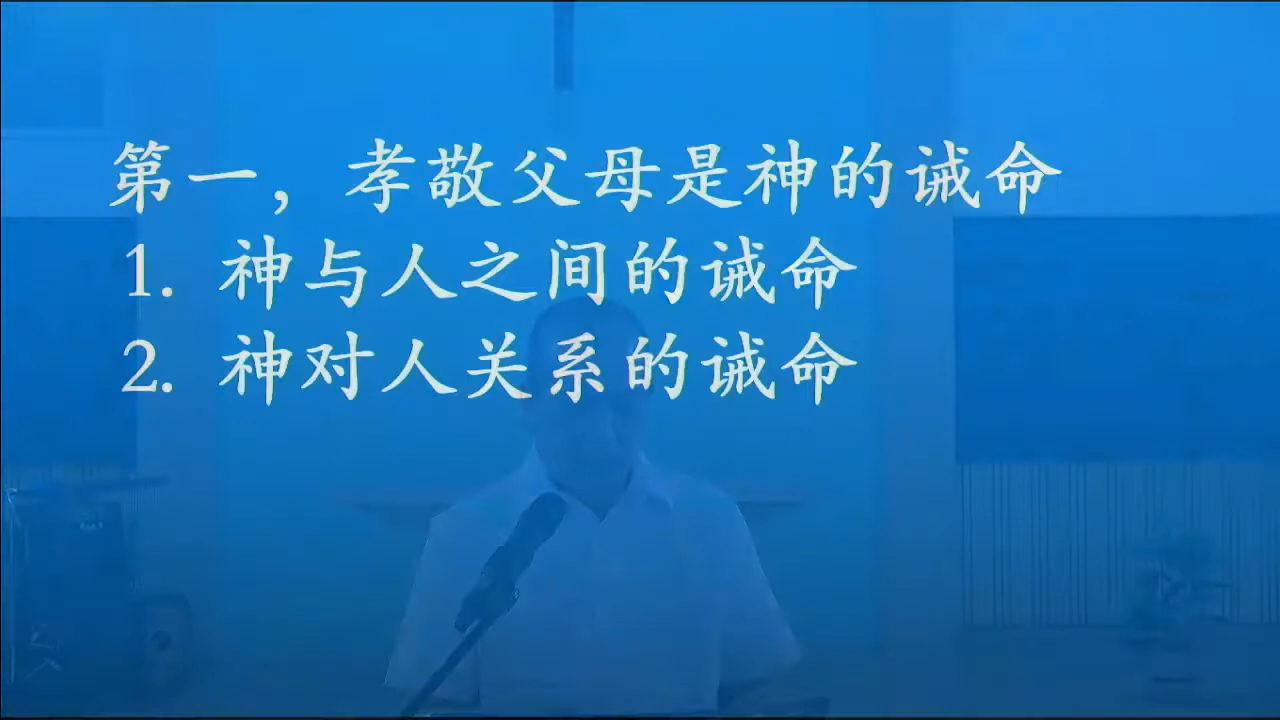 第一，孝敬父母是神的诫命
1. 神与人之间的诫命
2. 神对人关系的诫命